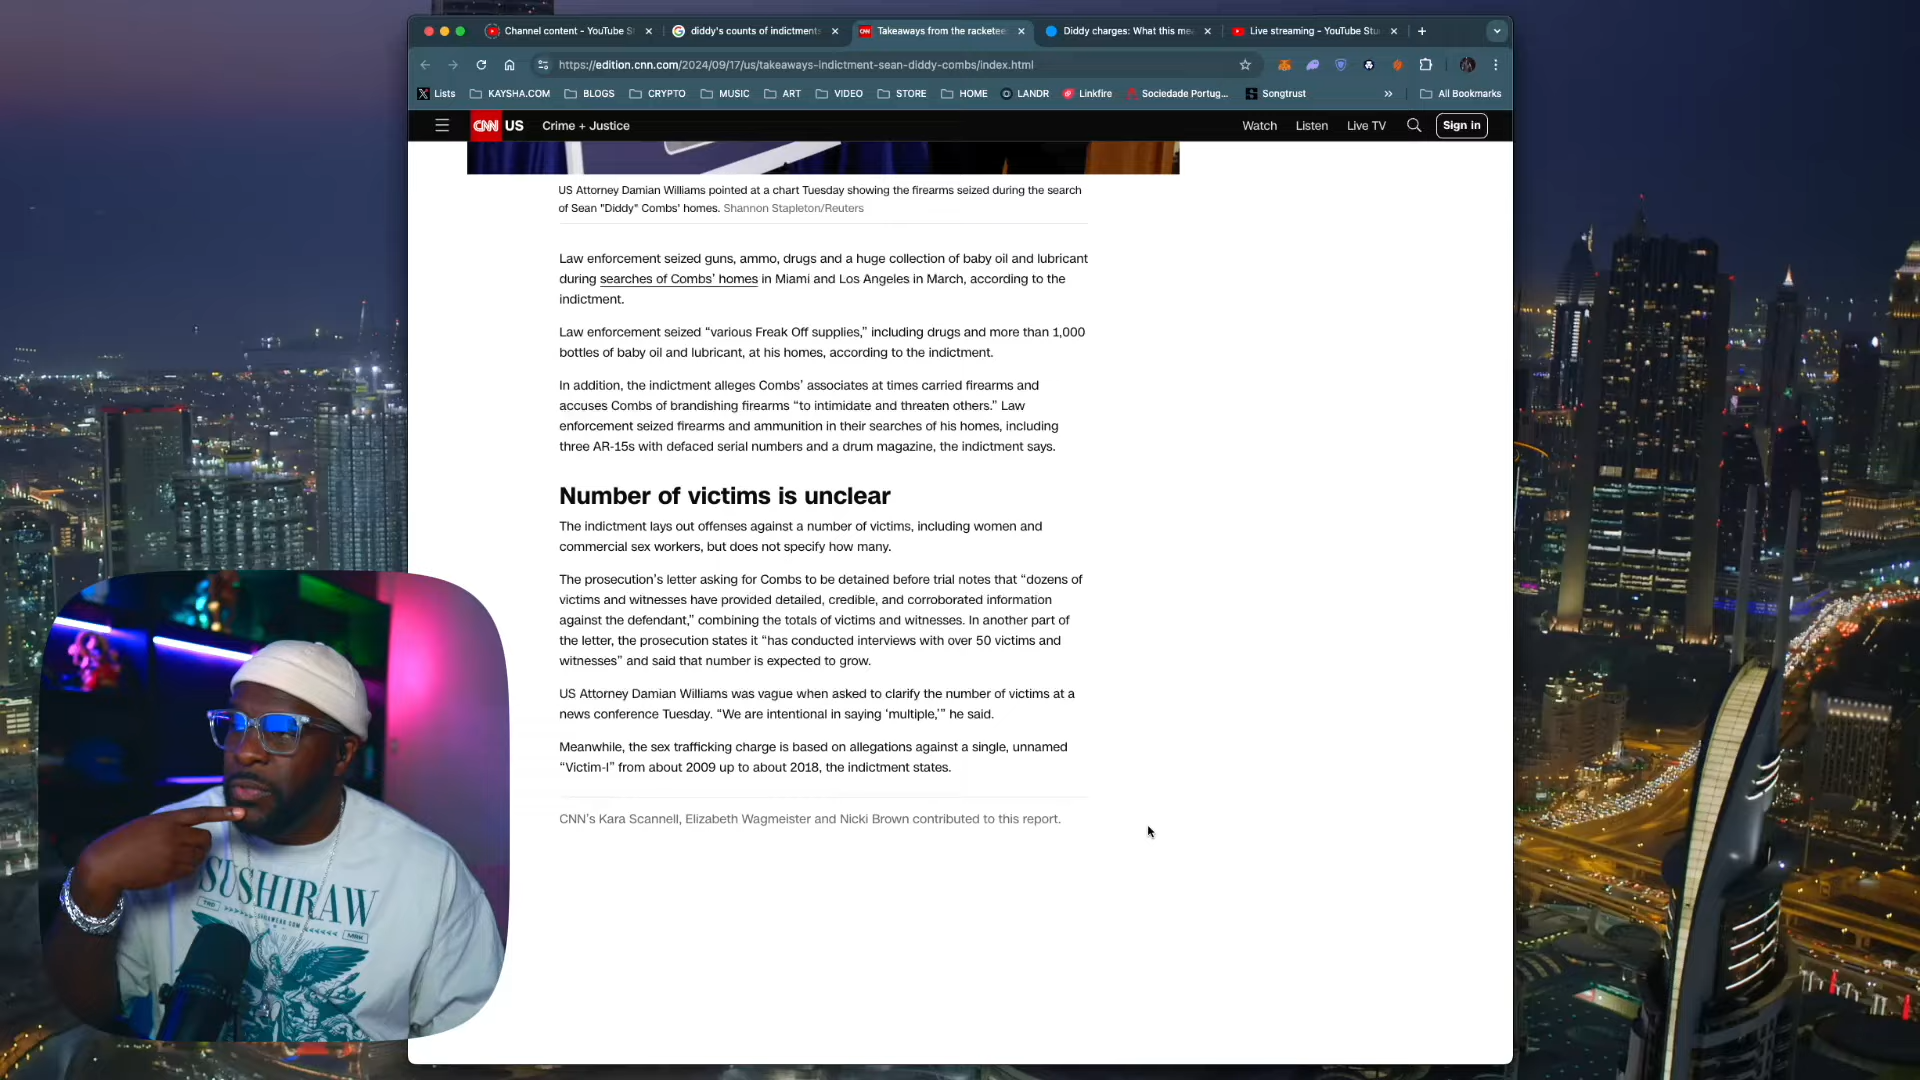 Channel content - YouTube S
diddy's counts of indictment
Takeaways from the rackete
Diddy charges: What this me
Live streaming - YouTube Stu
https://edition.cnn.com/2024/09/17/us/takeaways-indictment-sean-diddy-combs/index.html
Lists
KAYSHA.COM
BLOGS
CRYPTO
MUSIC
ART
VIDEO
STORE
HOME
LANDR
Linkfire
Sociedade Portug...
Songtrust
»
All Bookmarks
CNN US
Crime + Justice
Watch
Listen
Live TV
Sign in
US Attorney Damian Williams pointed at a chart Tuesday showing the firearms seized during the search
of Sean "Diddy" Combs' homes. Shannon Stapleton/Reuters
Law enforcement seized guns, ammo, drugs and a huge collection of baby oil and lubricant
during searches of Combs’ homes in Miami and Los Angeles in March, according to the
indictment.
Law enforcement seized “various Freak Off supplies,” including drugs and more than 1,000
bottles of baby oil and lubricant, at his homes, according to the indictment.
In addition, the indictment alleges Combs’ associates at times carried firearms and
accuses Combs of brandishing firearms “to intimidate and threaten others.” Law
enforcement seized firearms and ammunition in their searches of his homes, including
three AR-15s with defaced serial numbers and a drum magazine, the indictment says.
Number of victims is unclear
The indictment lays out offenses against a number of victims, including women and
commercial sex workers, but does not specify how many.
The prosecution’s letter asking for Combs to be detained before trial notes that “dozens of
victims and witnesses have provided detailed, credible, and corroborated information
against the defendant,” combining the totals of victims and witnesses. In another part of
the letter, the prosecution states it “has conducted interviews with over 50 victims and
witnesses” and said that number is expected to grow.
US Attorney Damian Williams was vague when asked to clarify the number of victims at a
news conference Tuesday. “We are intentional in saying ‘multiple,’” he said.
Meanwhile, the sex trafficking charge is based on allegations against a single, unnamed
“Victim-I” from about 2009 up to about 2018, the indictment states.
CNN’s Kara Scannell, Elizabeth Wagmeister and Nicki Brown contributed to this report.
SUSHIRAW